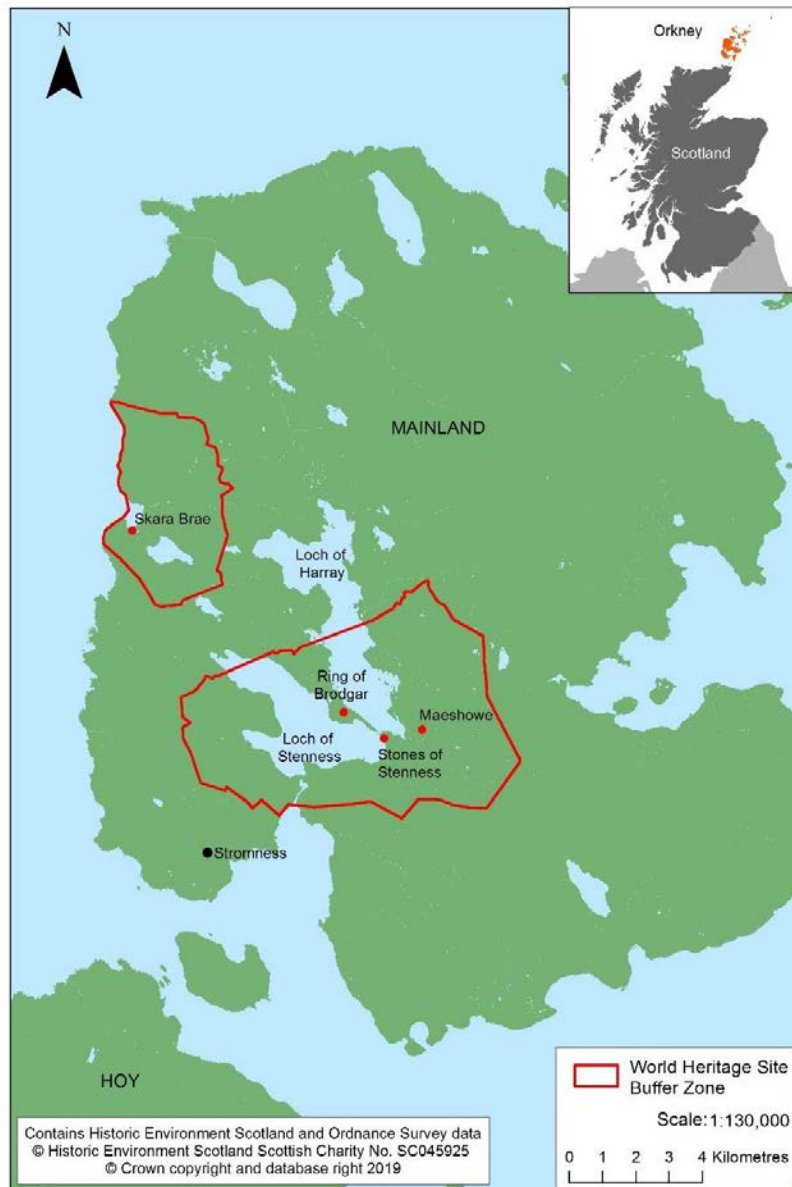 N
Orkney
Scotland
MAINLAND
Skara Brae
Loch of
Harray
Ring of
Brodgar
Maeshowe
Loch of
Stenness
Stones of
Stenness
Stromness
HOY
World Heritage Site
Buffer Zone
Scale: 1:130,000
0 1 2 3 4 Kilometres
Contains Historic Environment Scotland and Ordnance Survey data
© Historic Environment Scotland Scottish Charity No. SC045925
© Crown copyright and database right 2019